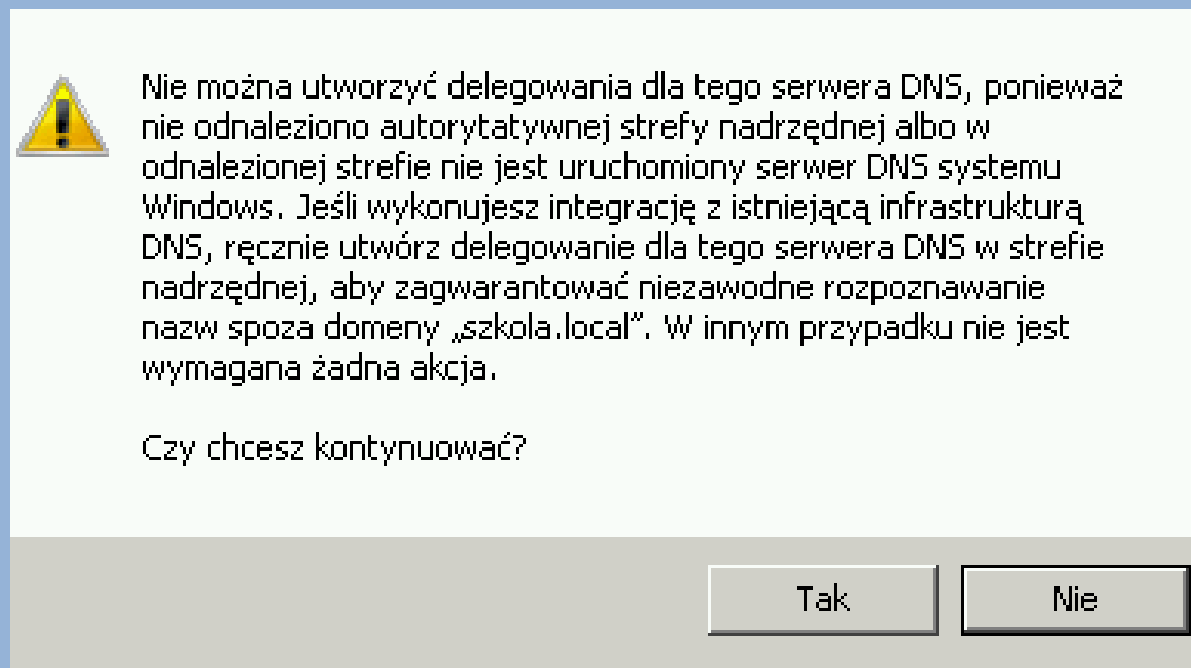 Nie można utworzyć delegowania dla tego serwera DNS, ponieważ
nie odnaleziono autorytatywnej strefy nadrzędnej albo w
odnalezionej strefie nie jest uruchomiony serwer DNS systemu
Windows. Jeśli wykonujesz integrację z istniejącą infrastrukturą
DNS, ręcznie utwórz delegowanie dla tego serwera DNS w strefie
nadrzędnej, aby zagwarantować niezawodne rozpoznawanie
nazw spoza domeny „szkola.local”. W innym przypadku nie jest
wymagana żadna akcja.
Czy chcesz kontynuować?
Tak Nie